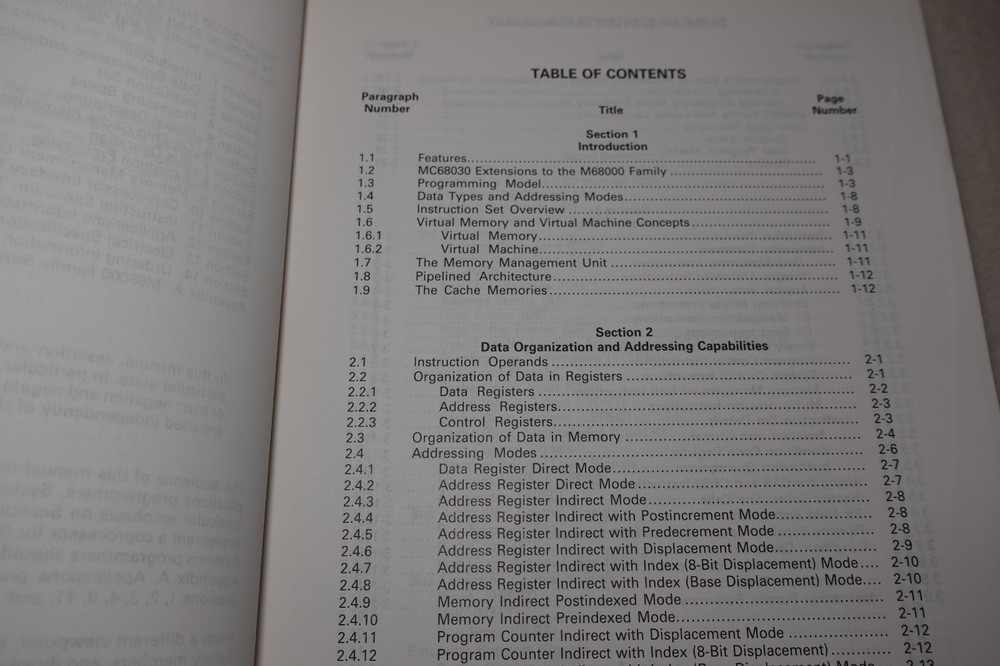 TABLE OF CONTENTS
Paragraph Number Title Page Number
Section 1
Introduction
1.1 Features 1-1
1.2 MC68030 Extensions to the M68000 Family 1-3
1.3 Programming Model 1-3
1.4 Data Types and Addressing Modes 1-8
1.5 Instruction Set Overview 1-8
1.6 Virtual Memory and Virtual Machine Concepts 1-9
1.6.1 Virtual Memory 1-11
1.6.2 Virtual Machine 1-11
1.7 The Memory Management Unit 1-11
1.8 Pipelined Architecture 1-12
1.9 The Cache Memories 1-12
Section 2
Data Organization and Addressing Capabilities
2.1 Instruction Operands 2-1
2.2 Organization of Data in Registers 2-1
2.2.1 Data Registers 2-2
2.2.2 Address Registers 2-3
2.2.3 Control Registers 2-3
2.3 Organization of Data in Memory 2-4
2.4 Addressing Modes 2-6
2.4.1 Data Register Direct Mode 2-7
2.4.2 Address Register Direct Mode 2-7
2.4.3 Address Register Indirect Mode 2-8
2.4.4 Address Register Indirect with Postincrement Mode 2-8
2.4.5 Address Register Indirect with Predecrement Mode 2-8
2.4.6 Address Register Indirect with Displacement Mode 2-9
2.4.7 Address Register Indirect with Index (8-Bit Displacement) Mode 2-10
2.4.8 Address Register Indirect with Index (Base Displacement) Mode 2-10
2.4.9 Memory Indirect Postindexed Mode 2-11
2.4.10 Memory Indirect Preindexed Mode 2-11
2.4.11 Program Counter Indirect with Displacement Mode 2-12
2.4.12 Program Counter Indirect with Index (8-Bit Displacement) 2-12